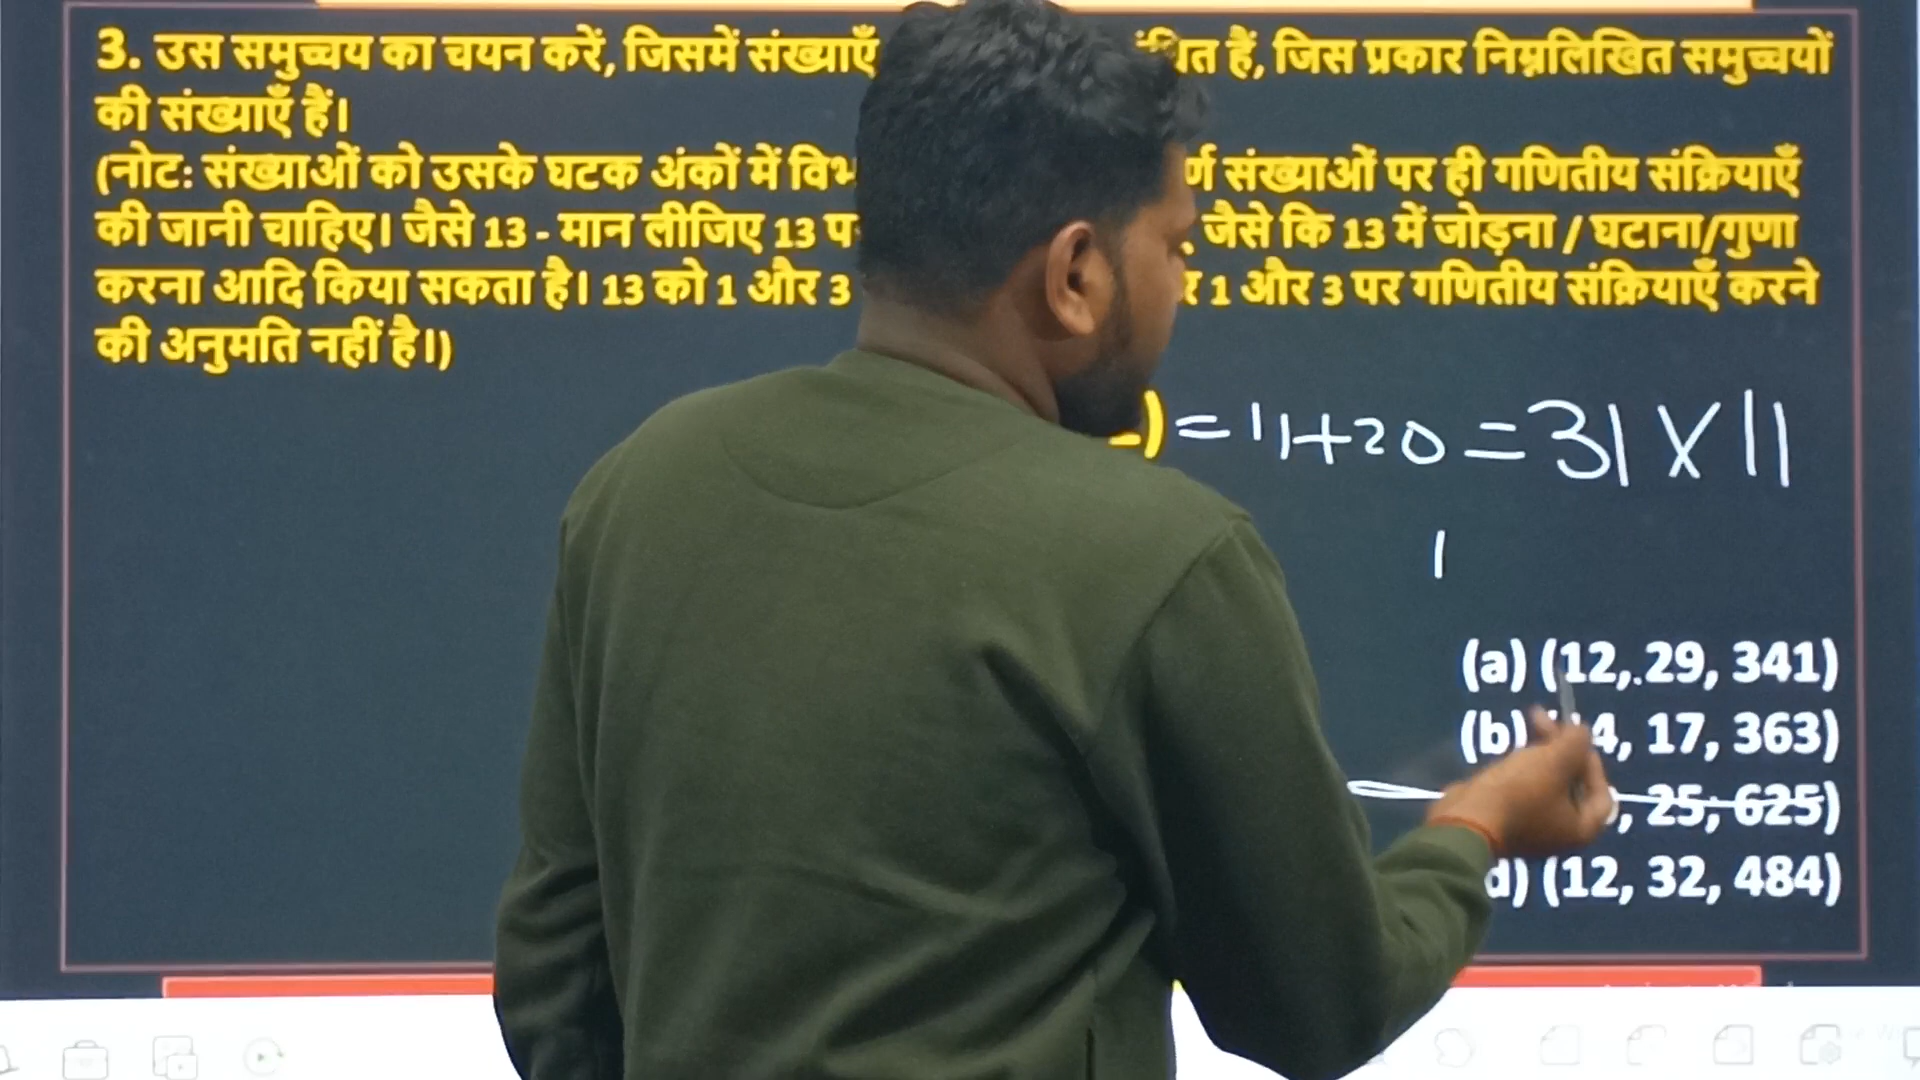 3. उस समुच्चय का चयन करें, जिसमें संख्याएँ हैं, जिस प्रकार निम्नलिखित समुच्चयों
की संख्याएँ हैं।
(नोट: संख्याओं को उसके घटक अंकों में संख्याओं पर ही गणितीय संक्रियाएँ
की जानी चाहिए। जैसे 13 - मान लीजिए 13 जैसे कि 13 में जोड़ना / घटाना/गुणा
करना आदि किया सकता है। 13 को 1 और 3 1 और 3 पर गणितीय संक्रियाएँ करने
की अनुमति नहीं है।)
) = 11+20 = 31 X 11
1
(a) (12,.29, 341)
(b) 4, 17, 363)
, 25, 625)
d) (12, 32, 484)